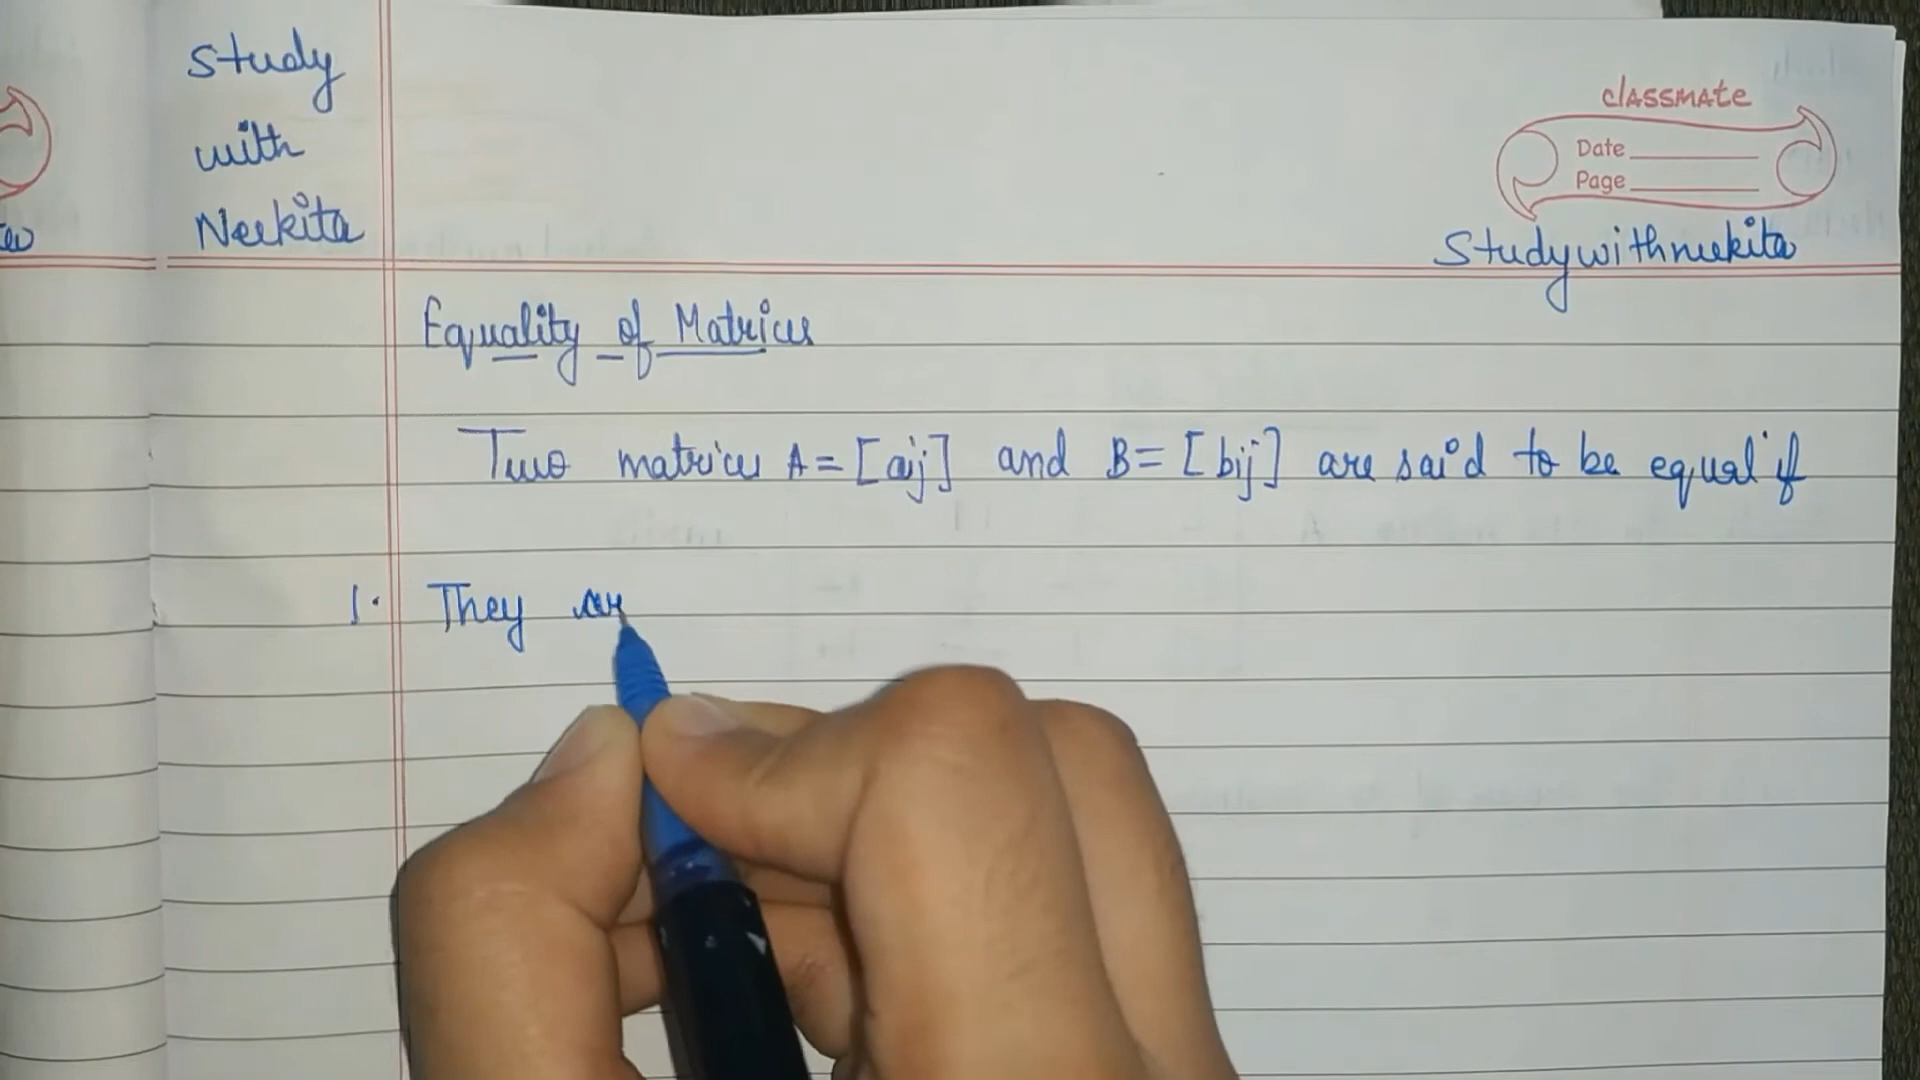 Study
with
Neekita
classmate
Date
Page
Studywithneekita
Equality of Matrices
Two matrices A = [aij] and B = [bij] are said to be equal if
1. They are